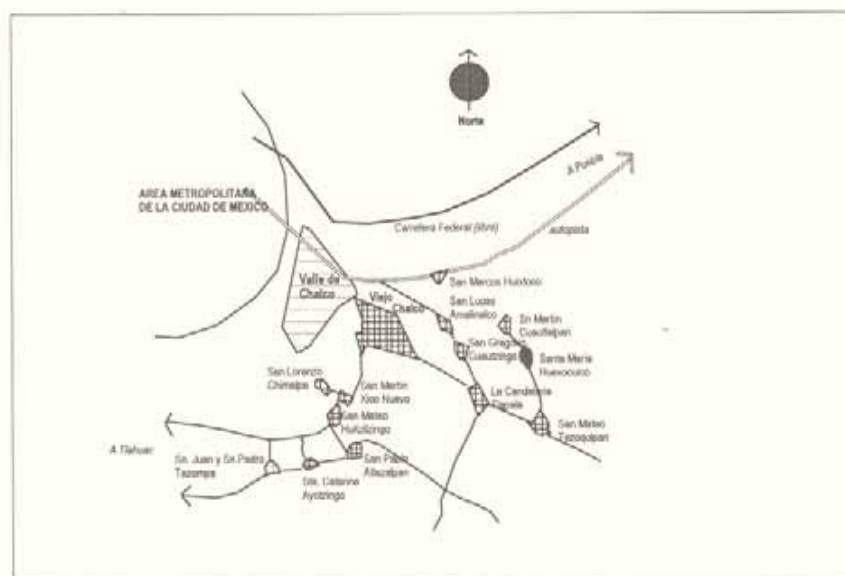 Norte
A Puebla
AREA METROPOLITANA
DE LA CIUDAD DE MEXICO
Carretera Federal (libre)
autopista
Valle de
Chalco
San Marcos Huixtoco
Viejo
Chalco
San Lucas
Amalinalco
Sn Martin
Cuautlalpan
San Gregorio
Cuautzingo
Santa María
Huexoculco
San Lorenzo
Chimalpa
San Martin
Xico Nuevo
La Candelaria
Tlapala
San Mateo
Huitzilzingo
San Mateo
Tezoquipan
A Tlahuac
Sn. Juan y Sn. Pedro
Tezompa
Sta. Catarina
Ayotzingo
San Pablo
Atlazalpan